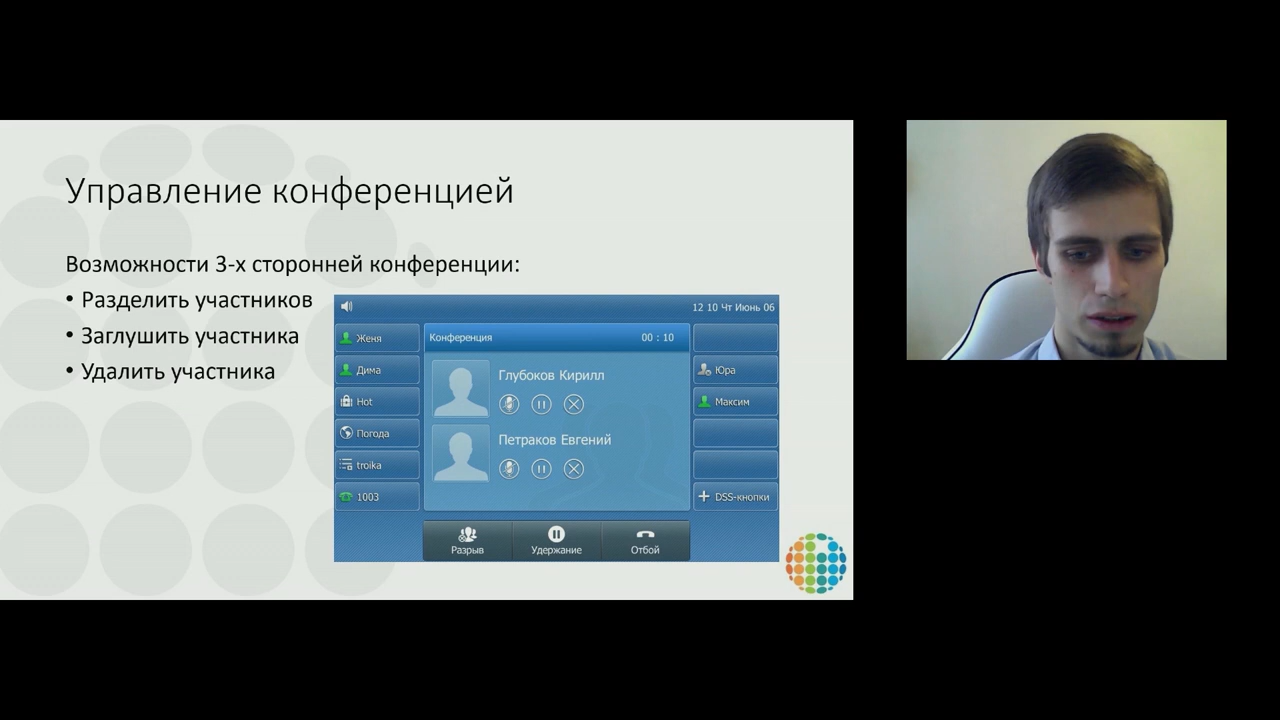 Управление конференцией
Возможности 3-х сторонней конференции:
• Разделить участников
• Заглушить участника
• Удалить участника
12 10 Чт Июнь 06
Женя
Дима
Hot
Погода
troika
1003
Конференция 00 : 10
Глубоков Кирилл
Петраков Евгений
Юра
Максим
DSS-кнопки
Разрыв
Удержание
Отбой